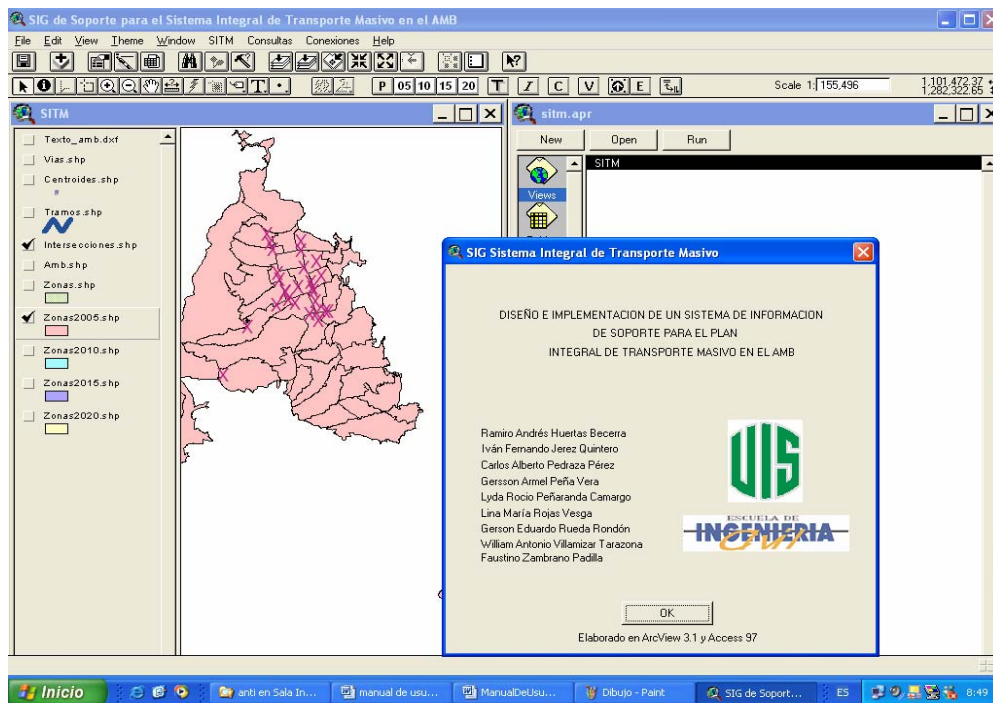 SIG de Soporte para el Sistema Integral de Transporte Masivo en el AMB
File Edit View Theme Window SITM Consultas Conexiones Help
P 05 10 15 20 T I C V E
Scale 1: 155,496
1,101,472.37
1,282,322.65
SITM
Texto_amb.dxf
Vias.shp
Centroides.shp
Tramos.shp
Intersecciones.shp
Amb.shp
Zonas.shp
Zonas2005.shp
Zonas2010.shp
Zonas2015.shp
Zonas2020.shp
sitm.apr
New Open Run
SITM
Views
SIG Sistema Integral de Transporte Masivo
DISEÑO E IMPLEMENTACION DE UN SISTEMA DE INFORMACION
DE SOPORTE PARA EL PLAN
INTEGRAL DE TRANSPORTE MASIVO EN EL AMB
Ramiro Andrés Huertas Becerra
Iván Fernando Jerez Quintero
Carlos Alberto Pedraza Pérez
Gersson Armel Peña Vera
Lyda Rocio Peñaranda Camargo
Lina María Rojas Vesga
Gerson Eduardo Rueda Rondón
William Antonio Villamizar Tarazona
Faustino Zambrano Padilla
UIS
ESCUELA DE
INGENIERIA
Civil
OK
Elaborado en ArcView 3.1 y Access 97
Inicio
anti en Sala In...
manual de usu...
ManualDeUsu...
Dibujo - Paint
SIG de Soport...
ES
8:49